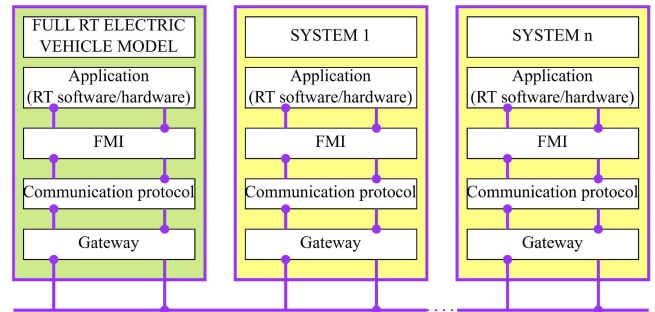 FULL RT ELECTRIC
VEHICLE MODEL
Application
(RT software/hardware)
FMI
Communication protocol
Gateway
SYSTEM 1
Application
(RT software/hardware)
FMI
Communication protocol
Gateway
SYSTEM n
Application
(RT software/hardware)
FMI
Communication protocol
Gateway